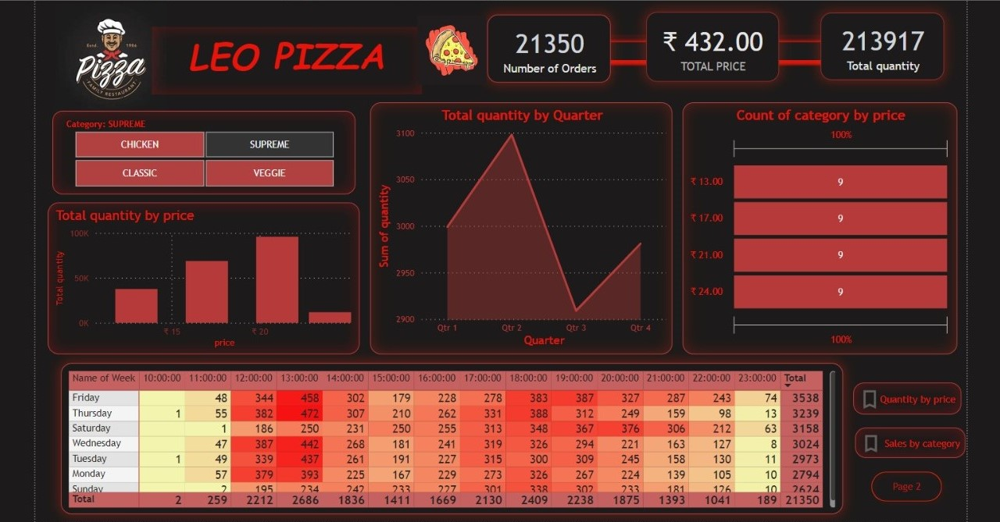 Estd. 1986
Pizza
FAMILY RESTAURANT
LEO PIZZA
21350
Number of Orders
₹ 432.00
TOTAL PRICE
213917
Total quantity
Category: SUPREME
CHICKEN SUPREME
CLASSIC VEGGIE
Total quantity by price
Total quantity
100K
50K
0K
₹ 15 ₹ 20
price
Total quantity by Quarter
Sum of quantity
3100
3050
3000
2950
2900
Qtr 1 Qtr 2 Qtr 3 Qtr 4
Quarter
Count of category by price
100%
₹ 13.00 9
₹ 17.00 9
₹ 21.00 9
₹ 24.00 9
100%
Name of Week 10:00:00 11:00:00 12:00:00 13:00:00 14:00:00 15:00:00 16:00:00 17:00:00 18:00:00 19:00:00 20:00:00 21:00:00 22:00:00 23:00:00 Total
Friday 48 344 458 302 179 228 278 383 387 327 287 243 74 3538
Thursday 1 55 382 472 307 210 262 321 388 312 249 159 98 13 3239
Saturday 1 186 250 231 250 255 313 348 367 376 306 212 63 3158
Wednesday 47 387 442 268 181 241 319 326 294 221 163 127 8 3024
Tuesday 1 49 339 437 261 191 227 315 300 309 245 158 130 11 2973
Monday 57 379 393 225 167 229 273 326 267 224 139 105 10 2794
Sunday 2 195 234 242 233 227 301 338 302 233 181 126 10 2624
Total 2 259 2212 2686 1836 1411 1669 2130 2409 2238 1875 1393 1041 189 21350
Quantity by price
Sales by category
Page 2